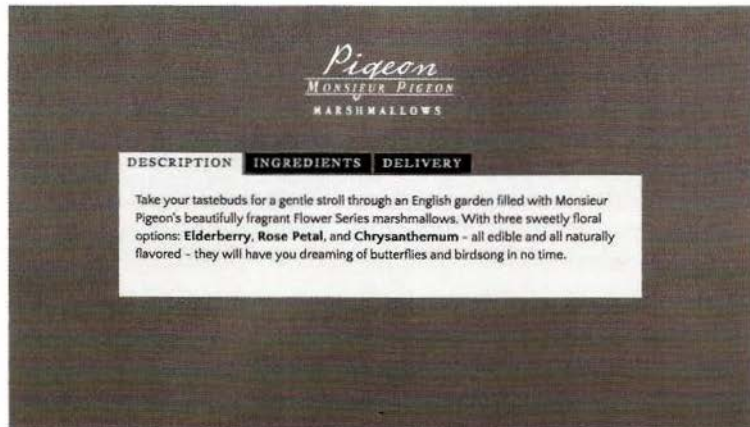 Pigeon
MONSIEUR PIGEON
MARSHMALLOWS
DESCRIPTION INGREDIENTS DELIVERY
Take your tastebuds for a gentle stroll through an English garden filled with Monsieur
Pigeon's beautifully fragrant Flower Series marshmallows. With three sweetly floral
options: Elderberry, Rose Petal, and Chrysanthemum – all edible and all naturally
flavored – they will have you dreaming of butterflies and birdsong in no time.